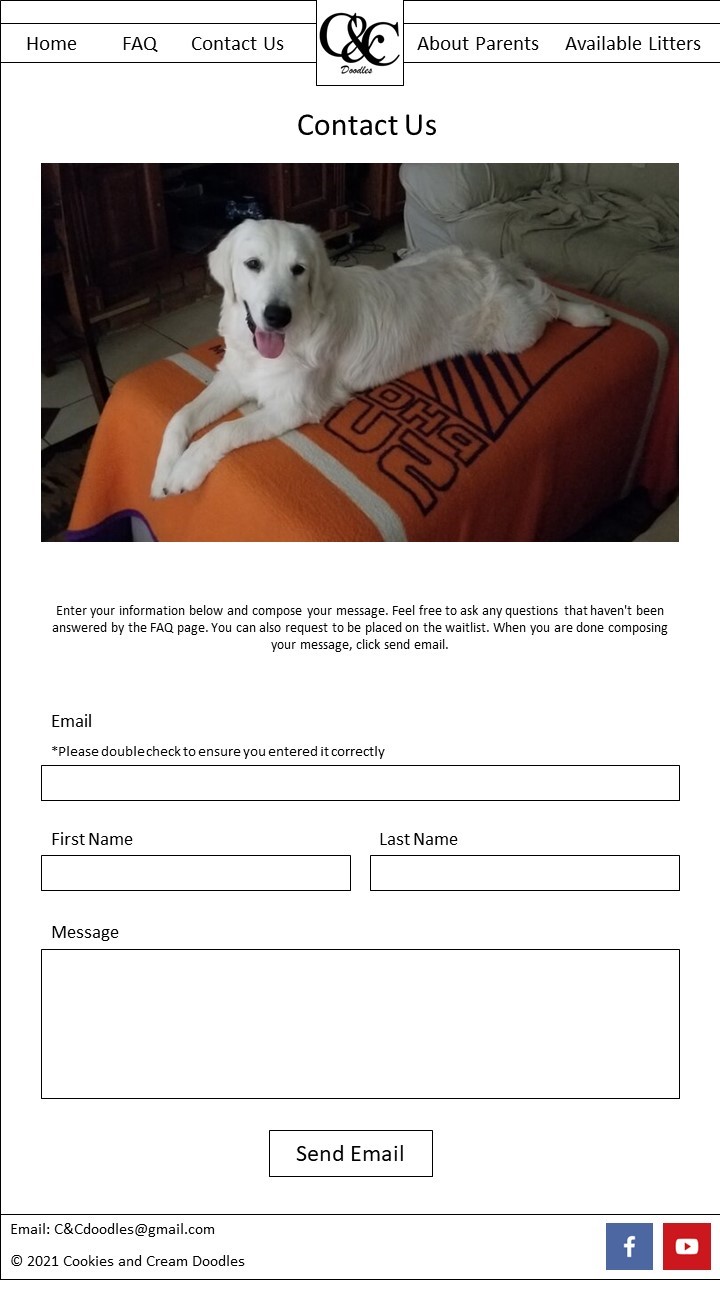 Home FAQ Contact Us C&C Doodles About Parents Available Litters
Contact Us
Enter your information below and compose your message. Feel free to ask any questions that haven't been
answered by the FAQ page. You can also request to be placed on the waitlist. When you are done composing
your message, click send email.
Email
*Please double check to ensure you entered it correctly
First Name Last Name
Message
Send Email
Email: C&Cdoodles@gmail.com
© 2021 Cookies and Cream Doodles